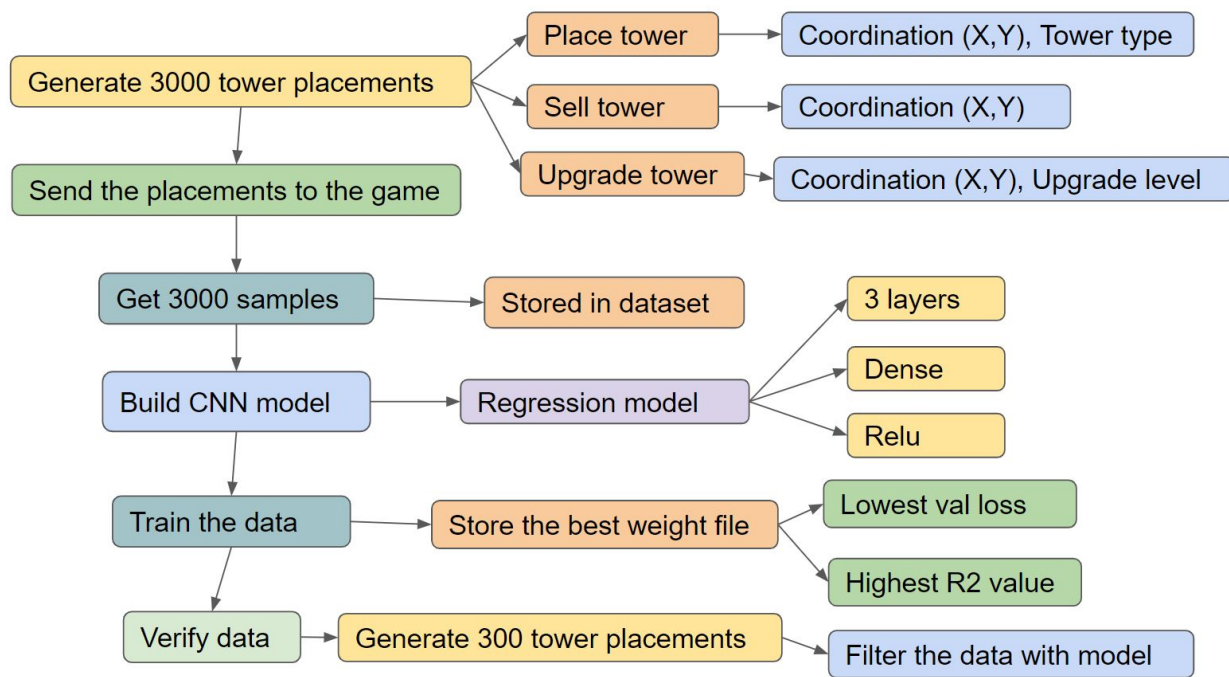 Generate 3000 tower placements
Place tower
Coordination (X,Y), Tower type
Sell tower
Coordination (X,Y)
Upgrade tower
Coordination (X,Y), Upgrade level
Send the placements to the game
Get 3000 samples
Stored in dataset
Build CNN model
Regression model
3 layers
Dense
Relu
Train the data
Store the best weight file
Lowest val loss
Highest R2 value
Verify data
Generate 300 tower placements
Filter the data with model